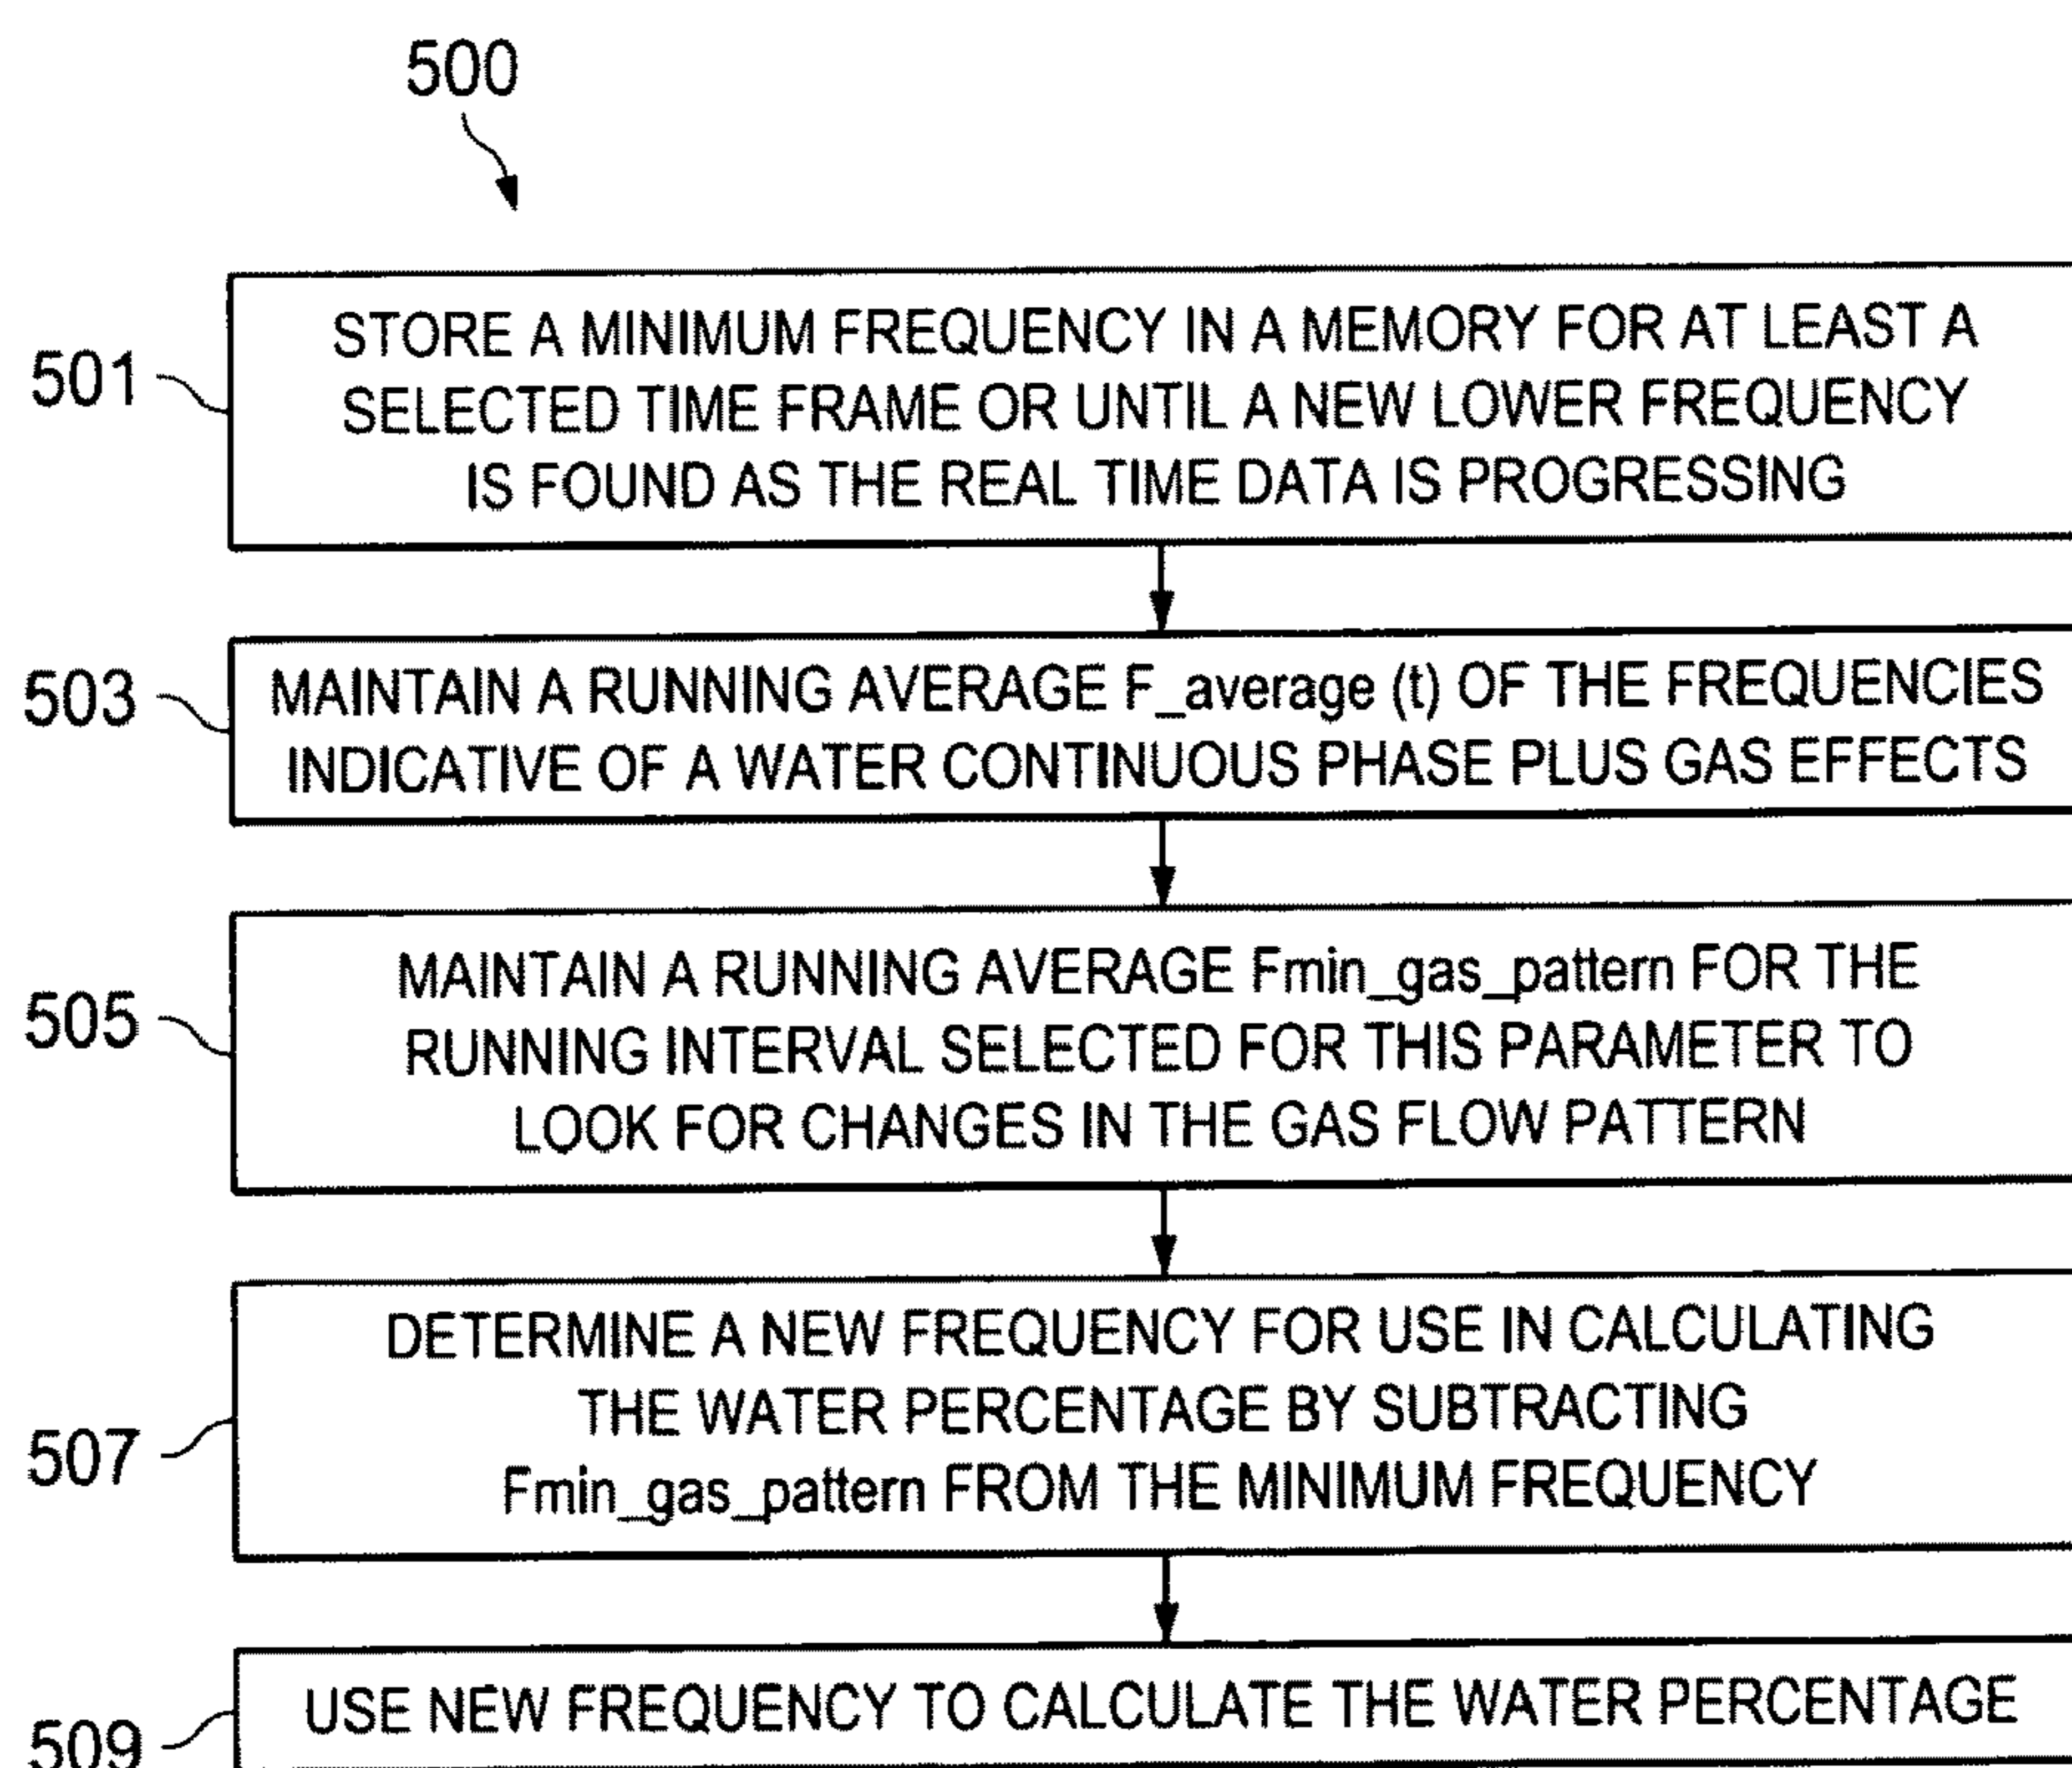 500
501
STORE A MINIMUM FREQUENCY IN A MEMORY FOR AT LEAST A
SELECTED TIME FRAME OR UNTIL A NEW LOWER FREQUENCY
IS FOUND AS THE REAL TIME DATA IS PROGRESSING
503
MAINTAIN A RUNNING AVERAGE F_average (t) OF THE FREQUENCIES
INDICATIVE OF A WATER CONTINUOUS PHASE PLUS GAS EFFECTS
505
MAINTAIN A RUNNING AVERAGE Fmin_gas_pattern FOR THE
RUNNING INTERVAL SELECTED FOR THIS PARAMETER TO
LOOK FOR CHANGES IN THE GAS FLOW PATTERN
507
DETERMINE A NEW FREQUENCY FOR USE IN CALCULATING
THE WATER PERCENTAGE BY SUBTRACTING
Fmin_gas_pattern FROM THE MINIMUM FREQUENCY
509
USE NEW FREQUENCY TO CALCULATE THE WATER PERCENTAGE